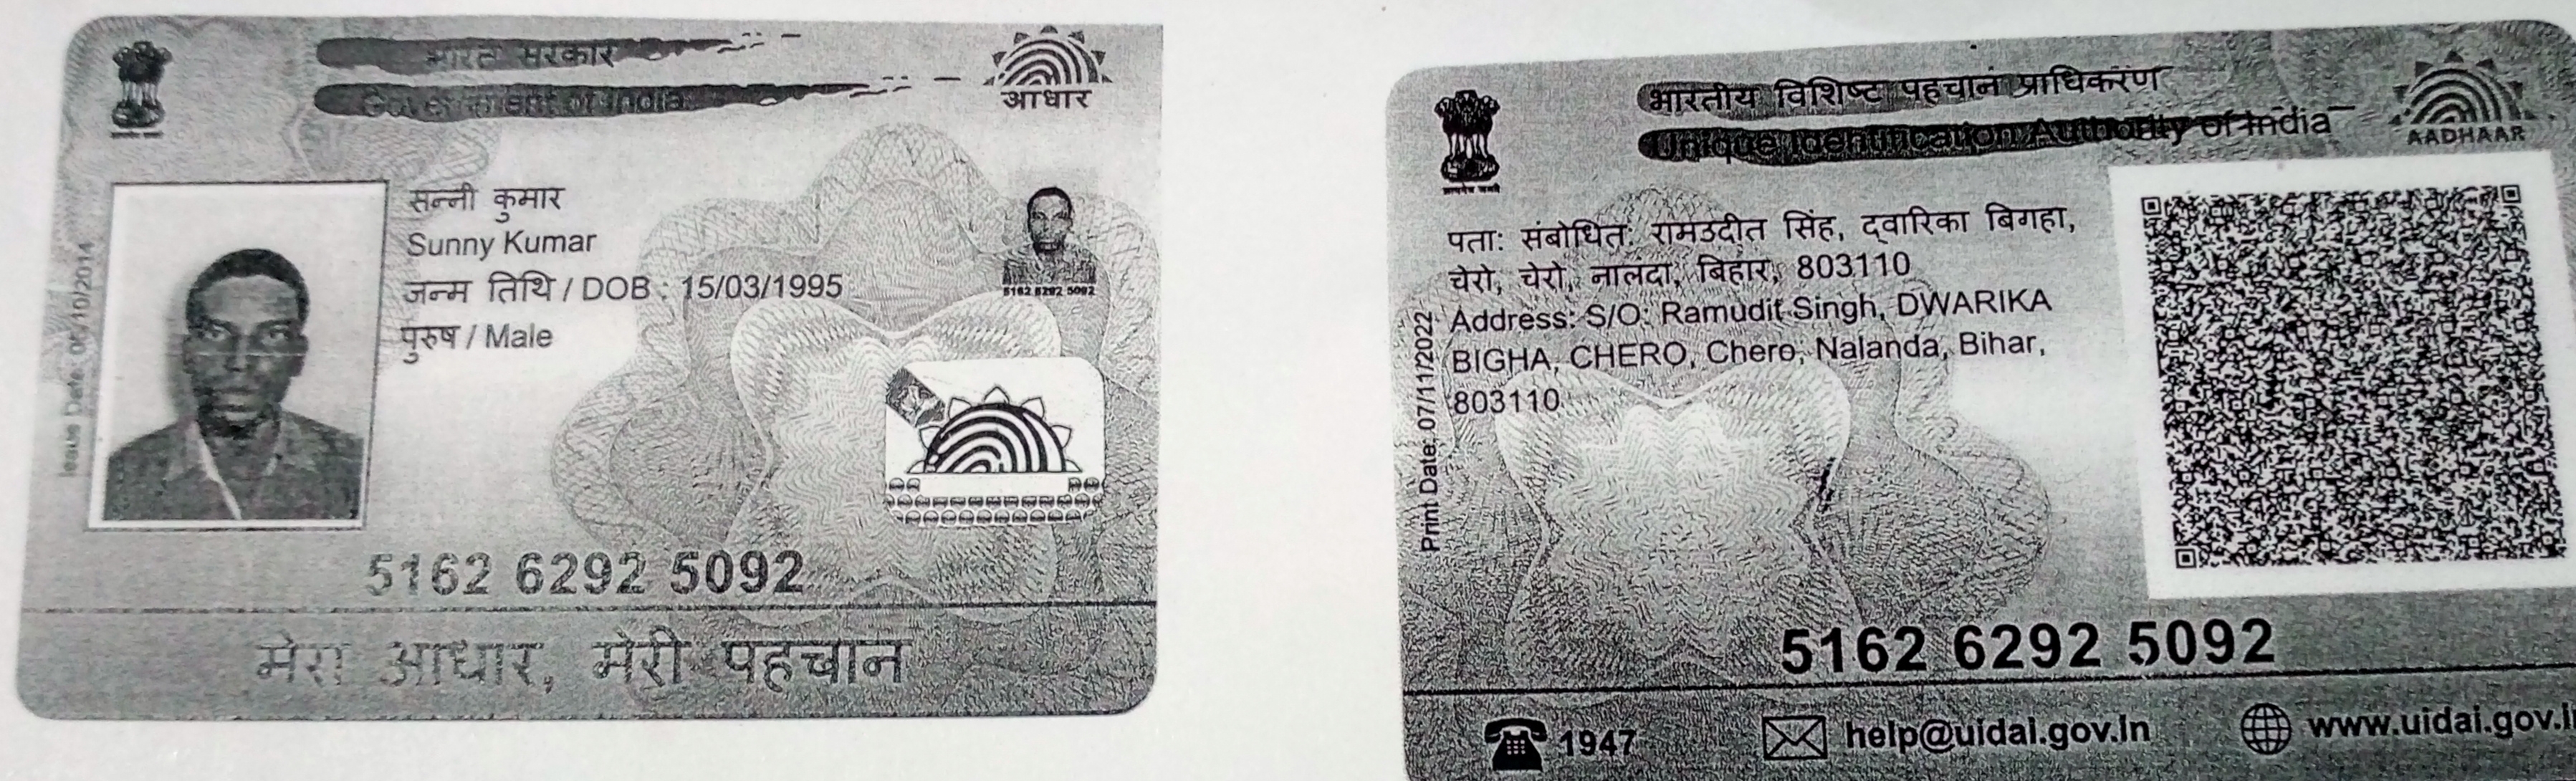 भारत सरकार
Government of India
आधार
Issue Date: 06/10/2014
सन्नी कुमार
Sunny Kumar
जन्म तिथि / DOB : 15/03/1995
पुरुष / Male
5162 6292 5092
5162 6292 5092
मेरा आधार, मेरी पहचान
भारतीय विशिष्ट पहचान प्राधिकरण
Unique Identification Authority of India
AADHAAR
पता: संबोधित: रामउदीत सिंह, द्वारिका बिगहा,
चेरो, चेरो, नालदा, बिहार, 803110
Address: S/O: Ramudit Singh, DWARIKA
BIGHA, CHERO, Chero, Nalanda, Bihar,
803110
Print Date: 07/11/2022
5162 6292 5092
1947
help@uidai.gov.in
www.uidai.gov.i